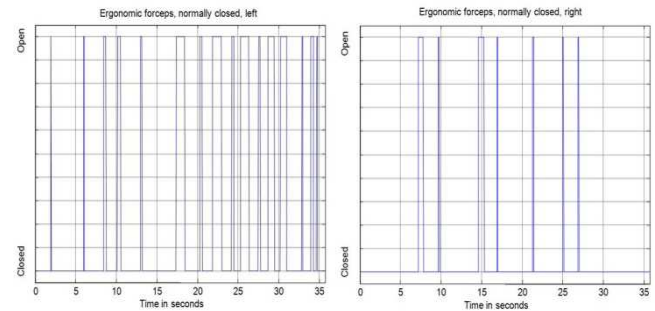 Ergonomic forceps, normally closed, left
Open
Closed
0 5 10 15 20 25 30 35
Time in seconds
Ergonomic forceps, normally closed, right
Open
Closed
0 5 10 15 20 25 30 35
Time in seconds